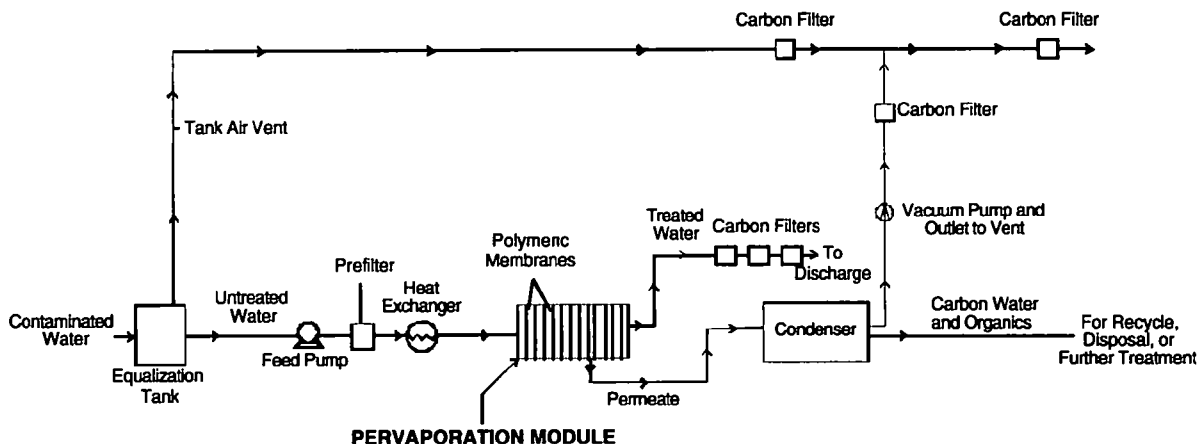 Carbon Filter
Carbon Filter
Carbon Filter
Tank Air Vent
Vacuum Pump and
Outlet to Vent
Treated
Water
Carbon Filters
To
Discharge
Polymeric
Membranes
Prefilter
Heat
Exchanger
Untreated
Water
Contaminated
Water
Feed Pump
Equalization
Tank
Condenser
Carbon Water
and Organics
For Recycle,
Disposal, or
Further Treatment
Permeate
PERVAPORATION MODULE